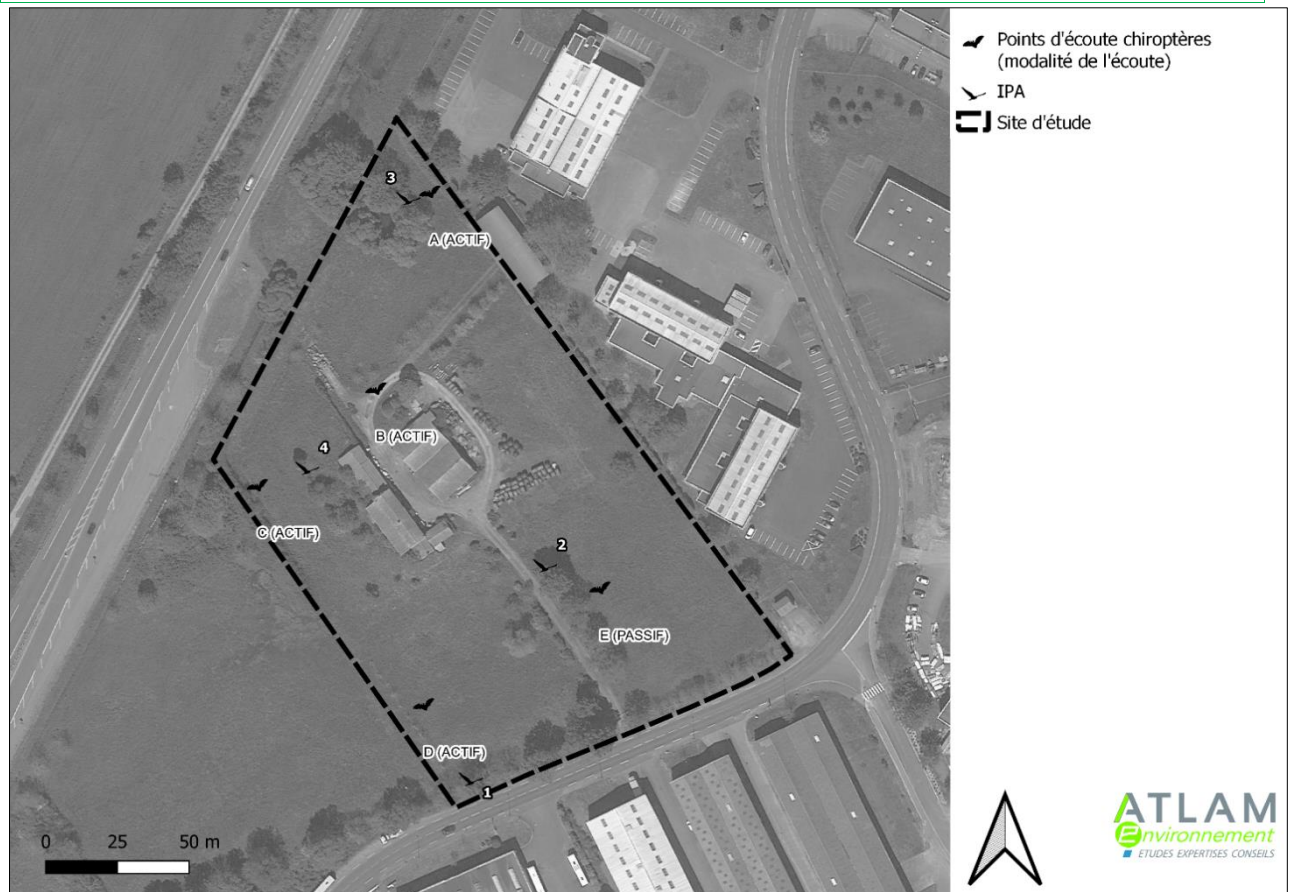 Points d'écoute chiroptères
(modalité de l'écoute)
IPA
Site d'étude
3
A (ACTIF)
B (ACTIF)
4
C (ACTIF)
2
E (PASSIF)
D (ACTIF)
1
0 25 50 m
ATLAM
Environnement
ETUDES EXPERTISES CONSEILS